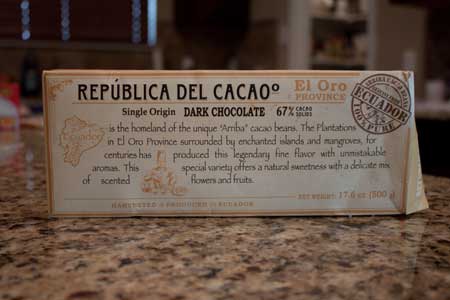 REPÚBLICA DEL CACAO°
El Oro
PROVINCE
Single Origin DARK CHOCOLATE 67% CACAO SOLIDS
ECUADOR
100% PURE
Ecuador
is the homeland of the unique "Arriba" cacao beans. The Plantations
in El Oro Province surrounded by enchanted islands and mangroves, for
centuries has produced this legendary fine flavor with unmistakable
aromas. This special variety offers a natural sweetness with a delicate mix
of scented flowers and fruits.
HARVESTED & PRODUCED IN ECUADOR
NET WEIGHT: 17.6 oz (500 g)